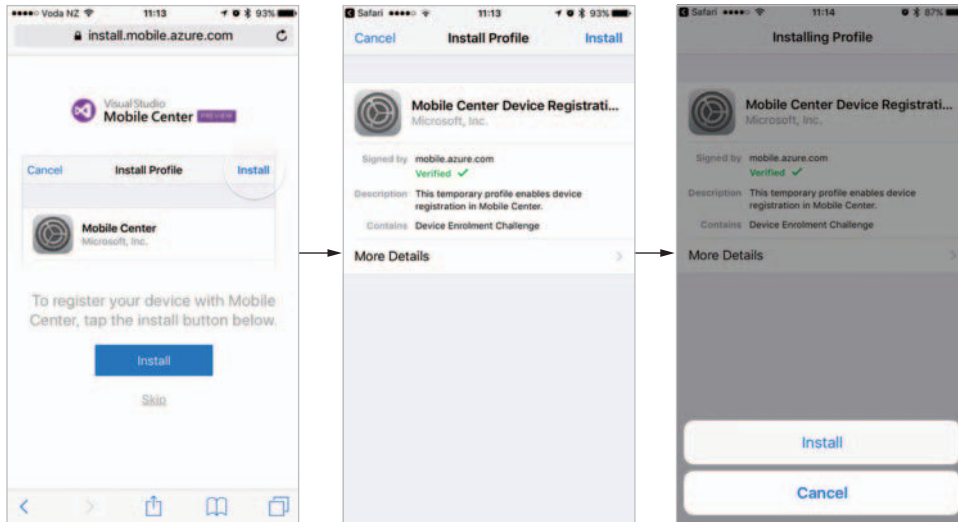 Voda NZ 11:13 93%
install.mobile.azure.com
Visual Studio
Mobile Center PREVIEW
Cancel Install Profile Install
Mobile Center
Microsoft, Inc.
To register your device with Mobile
Center, tap the install button below.
Install
Skip
Safari 11:13 93%
Cancel Install Profile Install
Mobile Center Device Registrati...
Microsoft, Inc.
Signed by mobile.azure.com
Verified ✓
Description This temporary profile enables device
registration in Mobile Center.
Contains Device Enrolment Challenge
More Details
Safari 11:14 87%
Installing Profile
Mobile Center Device Registrati...
Microsoft, Inc.
Signed by mobile.azure.com
Verified ✓
Description This temporary profile enables device
registration in Mobile Center.
Contains Device Enrolment Challenge
More Details
Install
Cancel